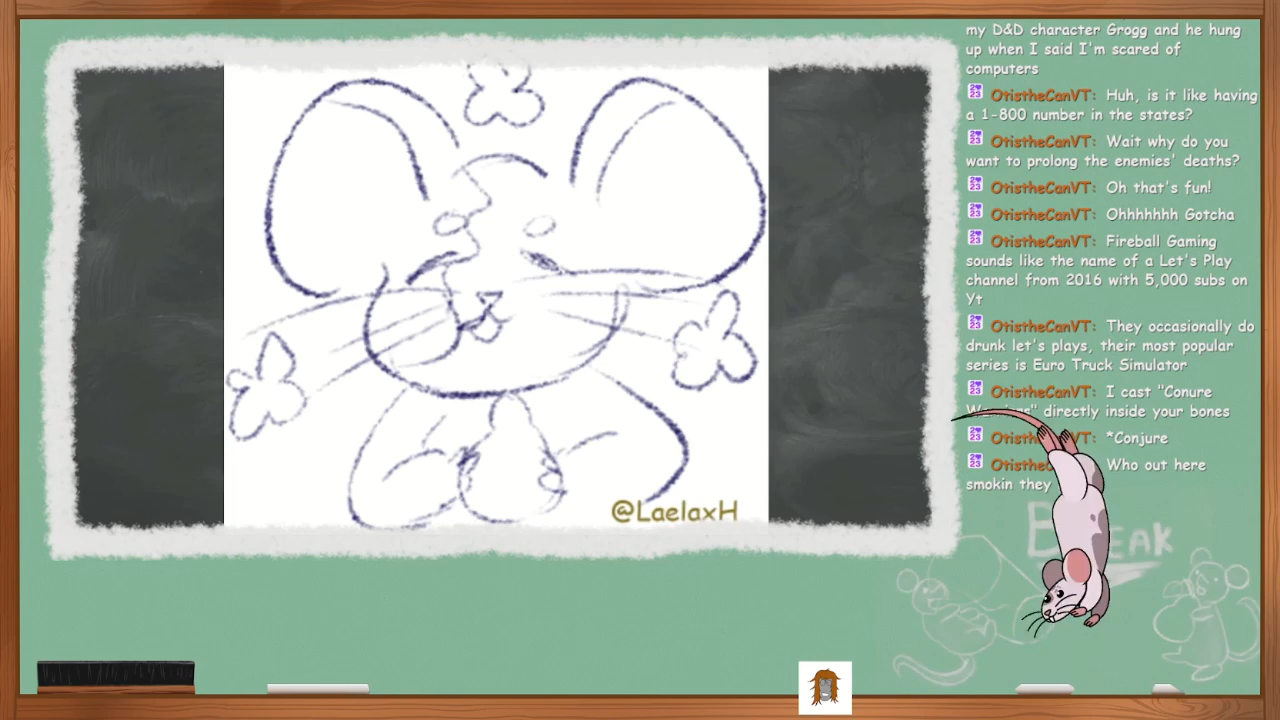 my D&D character Grogg and he hung
up when I said I'm scared of
computers
OtistheCanVT: Huh, is it like having
a 1-800 number in the states?
OtistheCanVT: Wait why do you
want to prolong the enemies' deaths?
OtistheCanVT: Oh that's fun!
OtistheCanVT: Ohhhhhhh Gotcha
OtistheCanVT: Fireball Gaming
sounds like the name of a Let's Play
channel from 2016 with 5,000 subs on
Yt
OtistheCanVT: They occasionally do
drunk let's plays, their most popular
series is Euro Truck Simulator
OtistheCanVT: I cast "Conure
directly inside your bones
VT: *Conjure
Who out here
smokin they
@LaelaxH